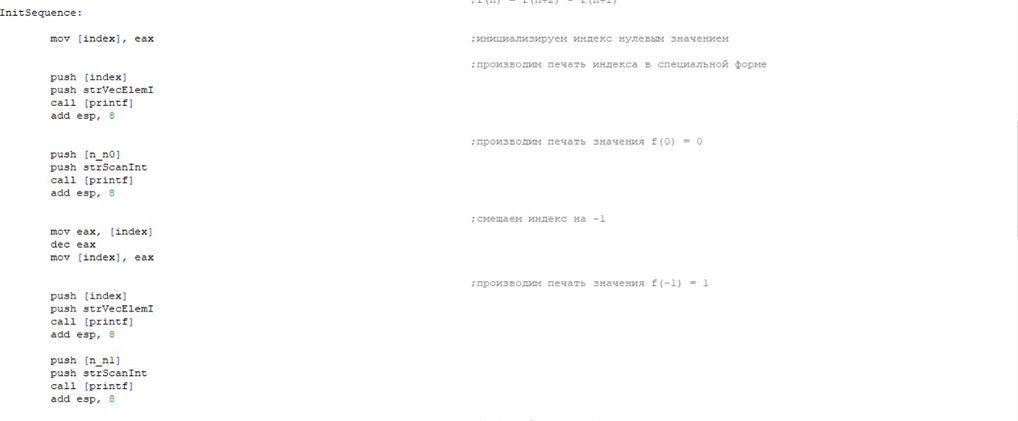 ;f(n) = f(n+2) - f(n+1)
InitSequence:
mov [index], eax ;инициализируем индекс нулевым значением
;производим печать индекса в специальной форме
push [index]
push strVecElemI
call [printf]
add esp, 8
;производим печать значения f(0) = 0
push [n_n0]
push strScanInt
call [printf]
add esp, 8
;смещаем индекс на -1
mov eax, [index]
dec eax
mov [index], eax
;производим печать значения f(-1) = 1
push [index]
push strVecElemI
call [printf]
add esp, 8
push [n_n1]
push strScanInt
call [printf]
add esp, 8